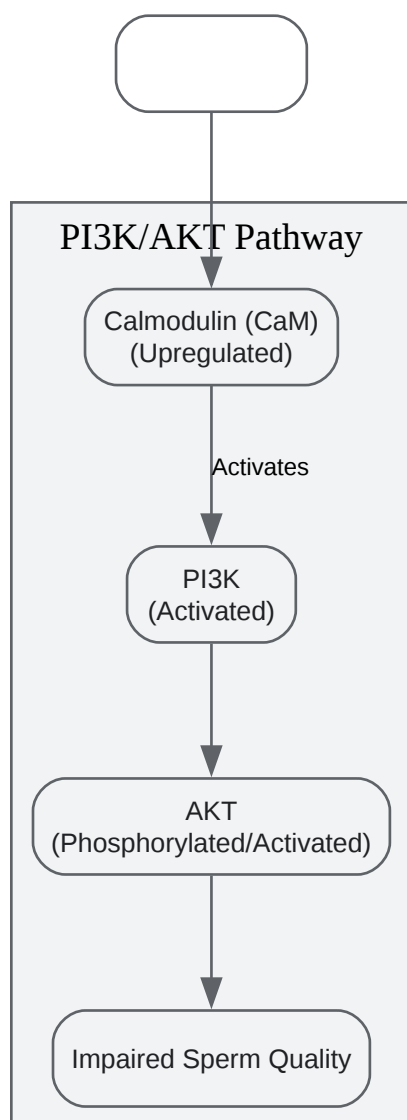 PI3K/AKT Pathway
Calmodulin (CaM)
(Upregulated)
Activates
PI3K
(Activated)
AKT
(Phosphorylated/Activated)
Impaired Sperm Quality